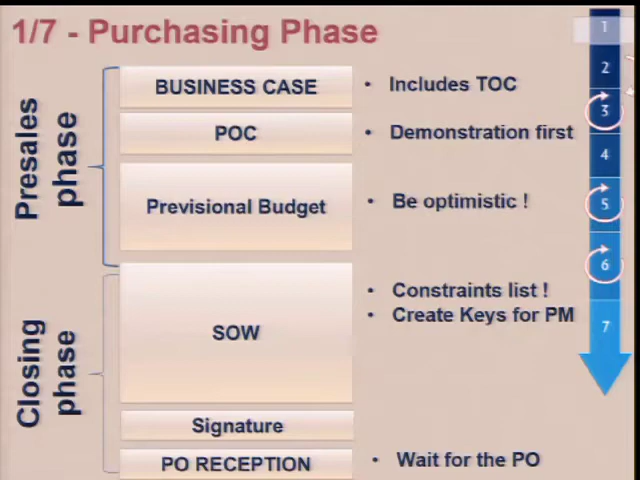 1/7 - Purchasing Phase
Presales
phase
BUSINESS CASE
• Includes TOC
POC
• Demonstration first
Previsional Budget
• Be optimistic !
Closing
phase
SOW
• Constraints list !
• Create Keys for PM
Signature
PO RECEPTION
• Wait for the PO
1
2
3
4
5
6
7